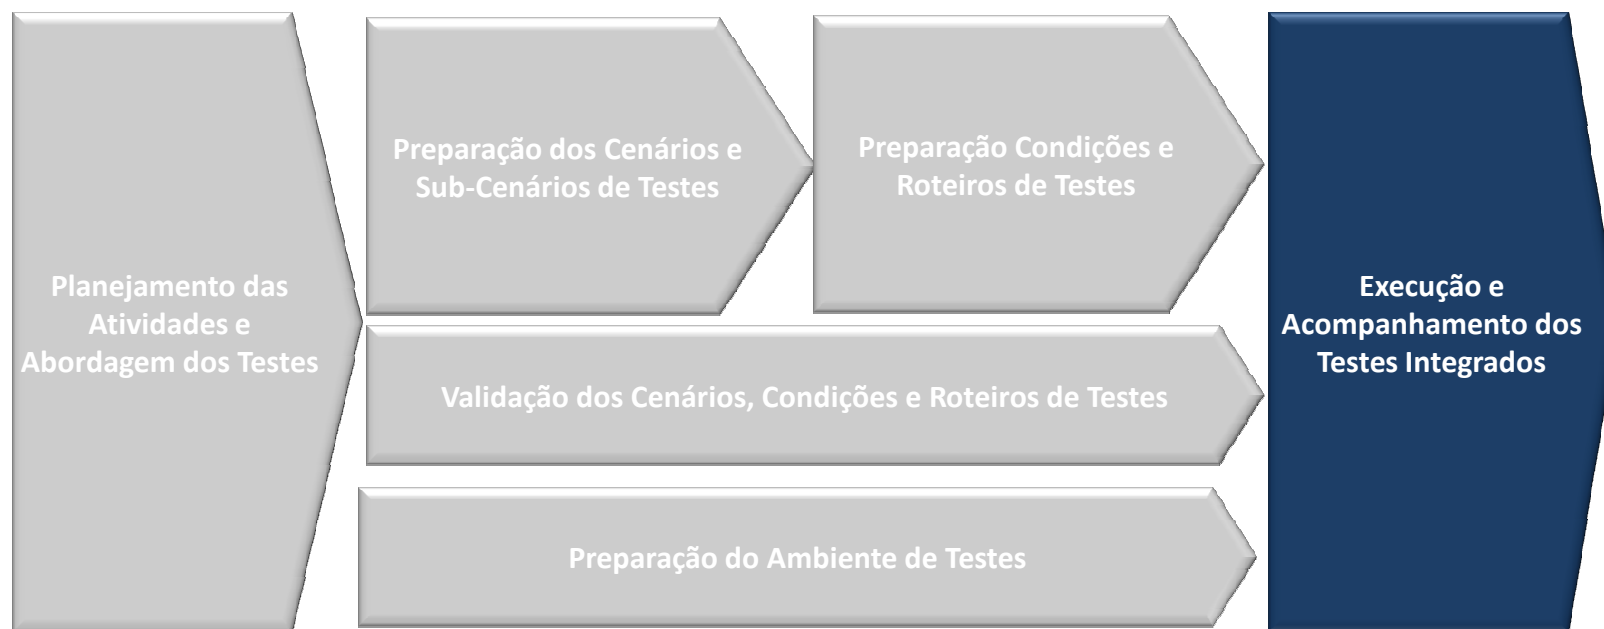 Planejamento das
Atividades e
Abordagem dos Testes
Preparação dos Cenários e
Sub-Cenários de Testes
Preparação Condições e
Roteiros de Testes
Validação dos Cenários, Condições e Roteiros de Testes
Preparação do Ambiente de Testes
Execução e
Acompanhamento dos
Testes Integrados